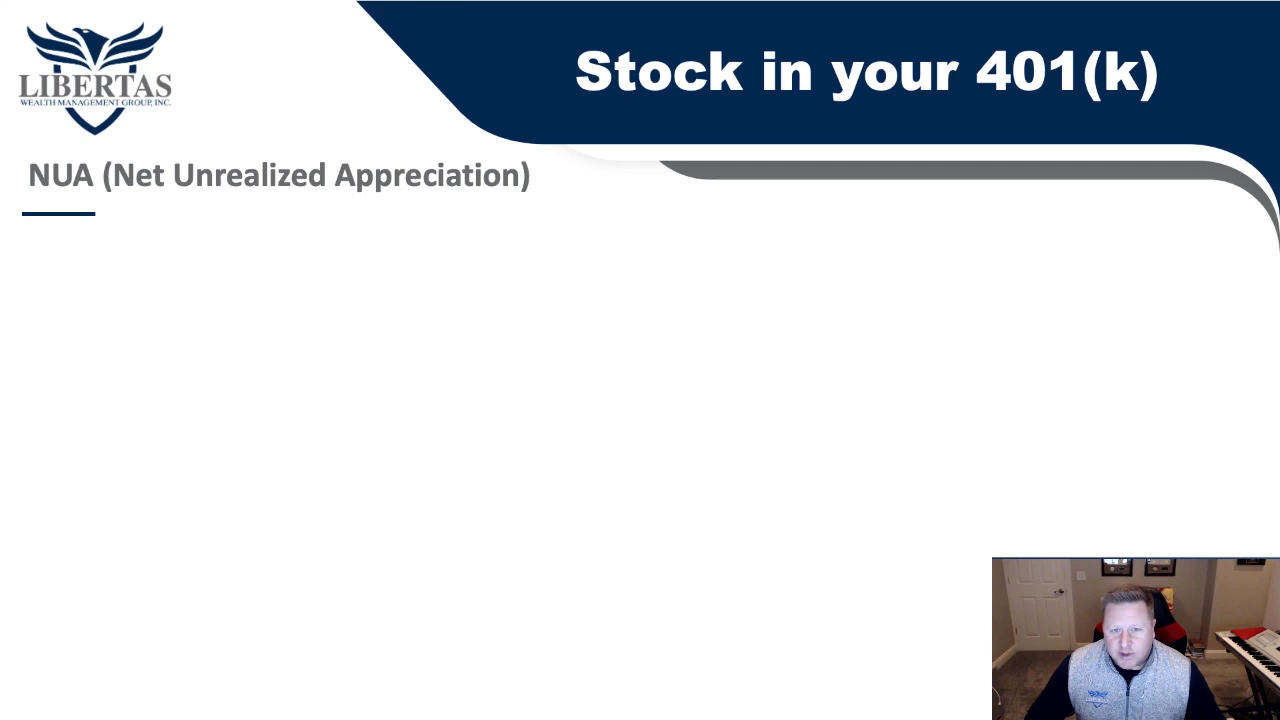 LIBERTAS
WEALTH MANAGEMENT GROUP, INC.
Stock in your 401(k)
NUA (Net Unrealized Appreciation)